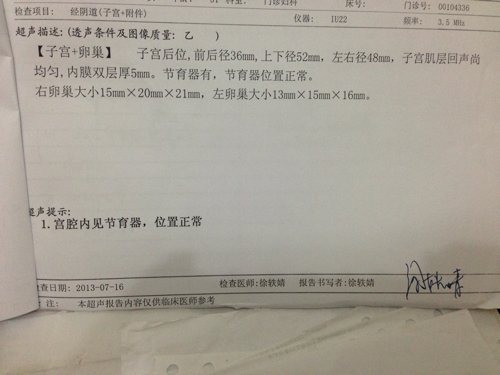 门诊妇科 床号: 门诊号: 00104336
检查项目: 经阴道(子宫+附件) 仪器: IU22 频率: 3.5 MHz
超声描述:(透声条件及图像质量: 乙 )
【子宫+卵巢】 子宫后位,前后径36mm,上下径52mm,左右径48mm,子宫肌层回声尚
均匀,内膜双层厚5mm。节育器有,节育器位置正常。
右卵巢大小15mm×20mm×21mm,左卵巢大小13mm×15mm×16mm。
超声提示:
1.宫腔内见节育器,位置正常
检查日期: 2013-07-16 检查医师:徐轶婧 报告书写者:徐轶婧
注: 本超声报告内容仅供临床医师参考